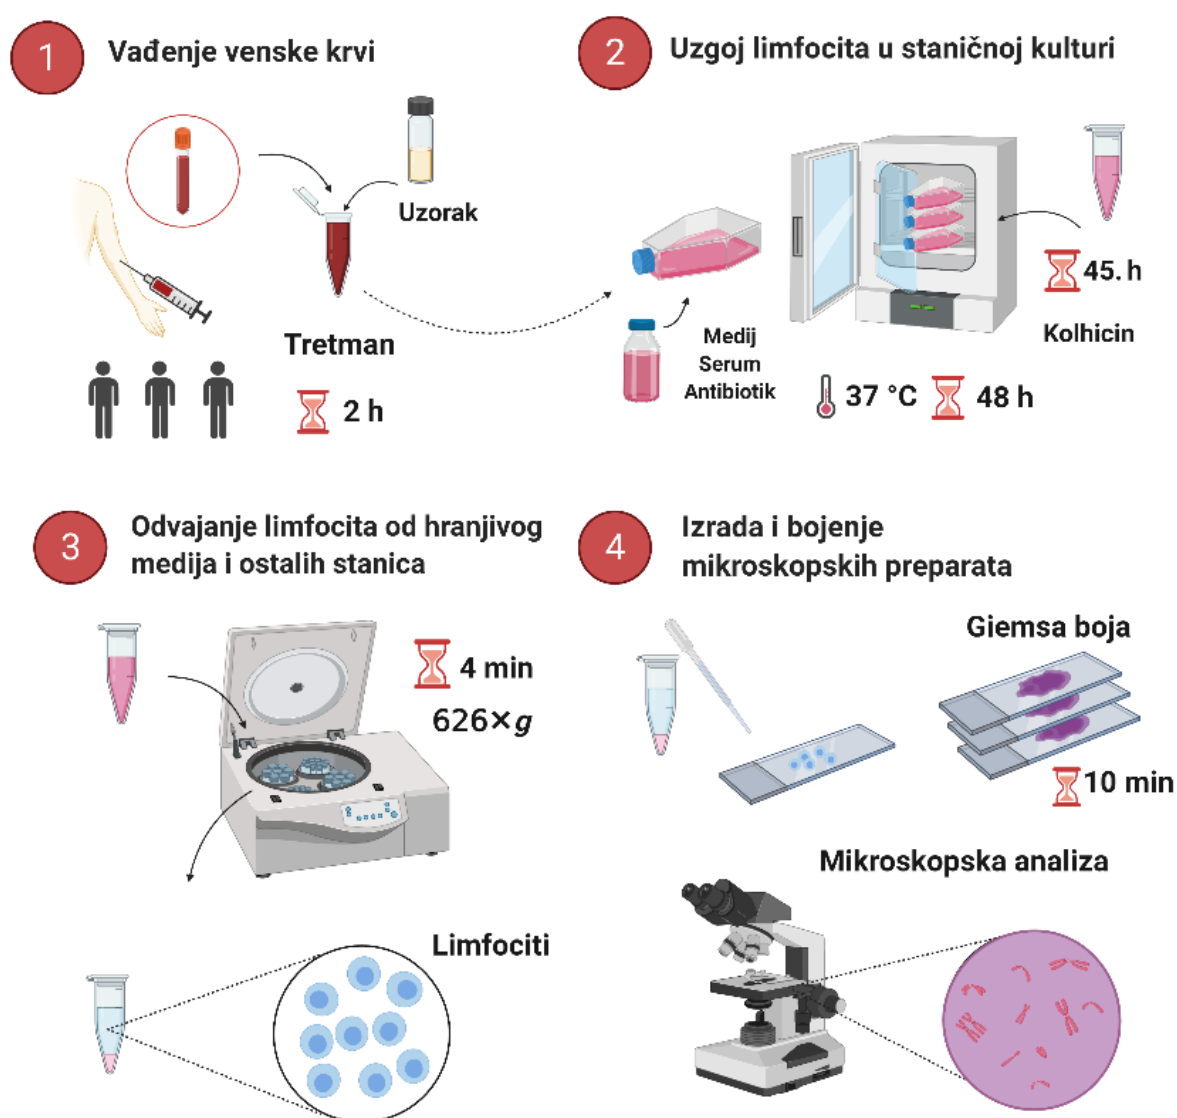 1
Vađenje venske krvi
Uzorak
Tretman
2 h
2
Uzgoj limfocita u staničnoj kulturi
45. h
Kolhicin
Medij
Serum
Antibiotik
37 °C
48 h
3
Odvajanje limfocita od hranjivog
medija i ostalih stanica
4 min
626×g
Limfociti
4
Izrada i bojenje
mikroskopskih preparata
Giemsa boja
10 min
Mikroskopska analiza